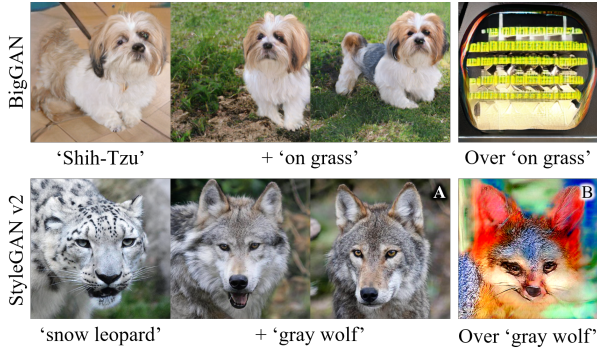 BigGAN
'Shih-Tzu'
+ 'on grass'
Over 'on grass'
StyleGAN v2
A
B
'snow leopard'
+ 'gray wolf'
Over 'gray wolf'